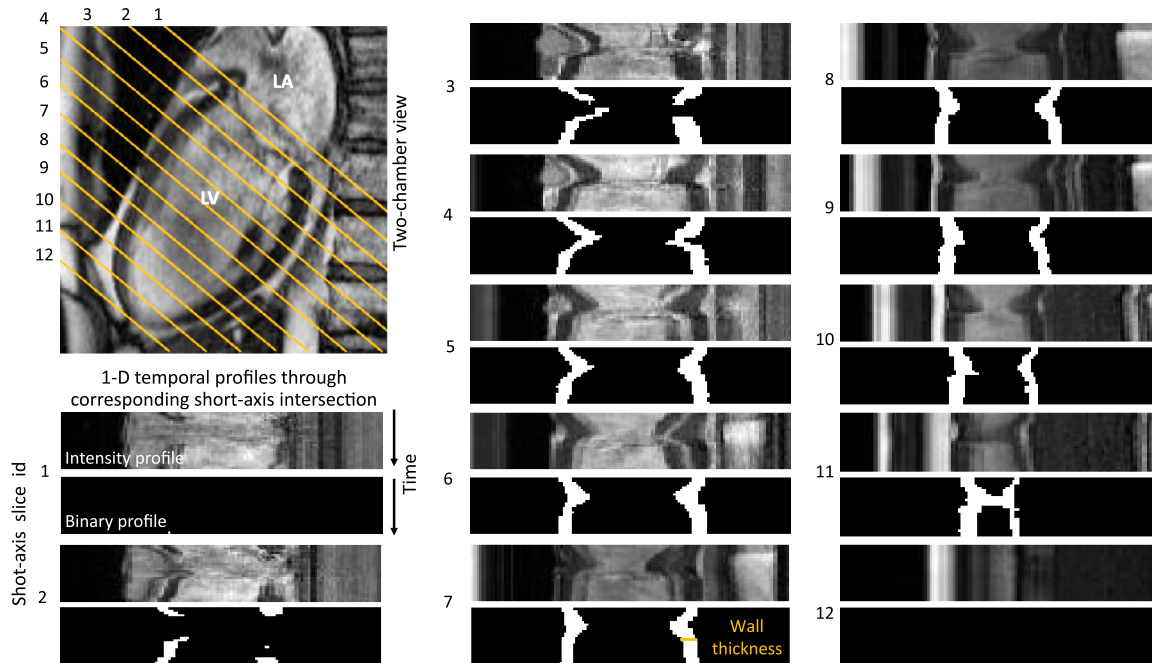 4 3 2 1
5
6
7
8
9
10
11
12
LA
LV
Two-chamber view
1-D temporal profiles through
corresponding short-axis intersection
Intensity profile
1
Binary profile
2
Time
Shot-axis slice id
3
4
5
6
7
Wall
thickness
8
9
10
11
12